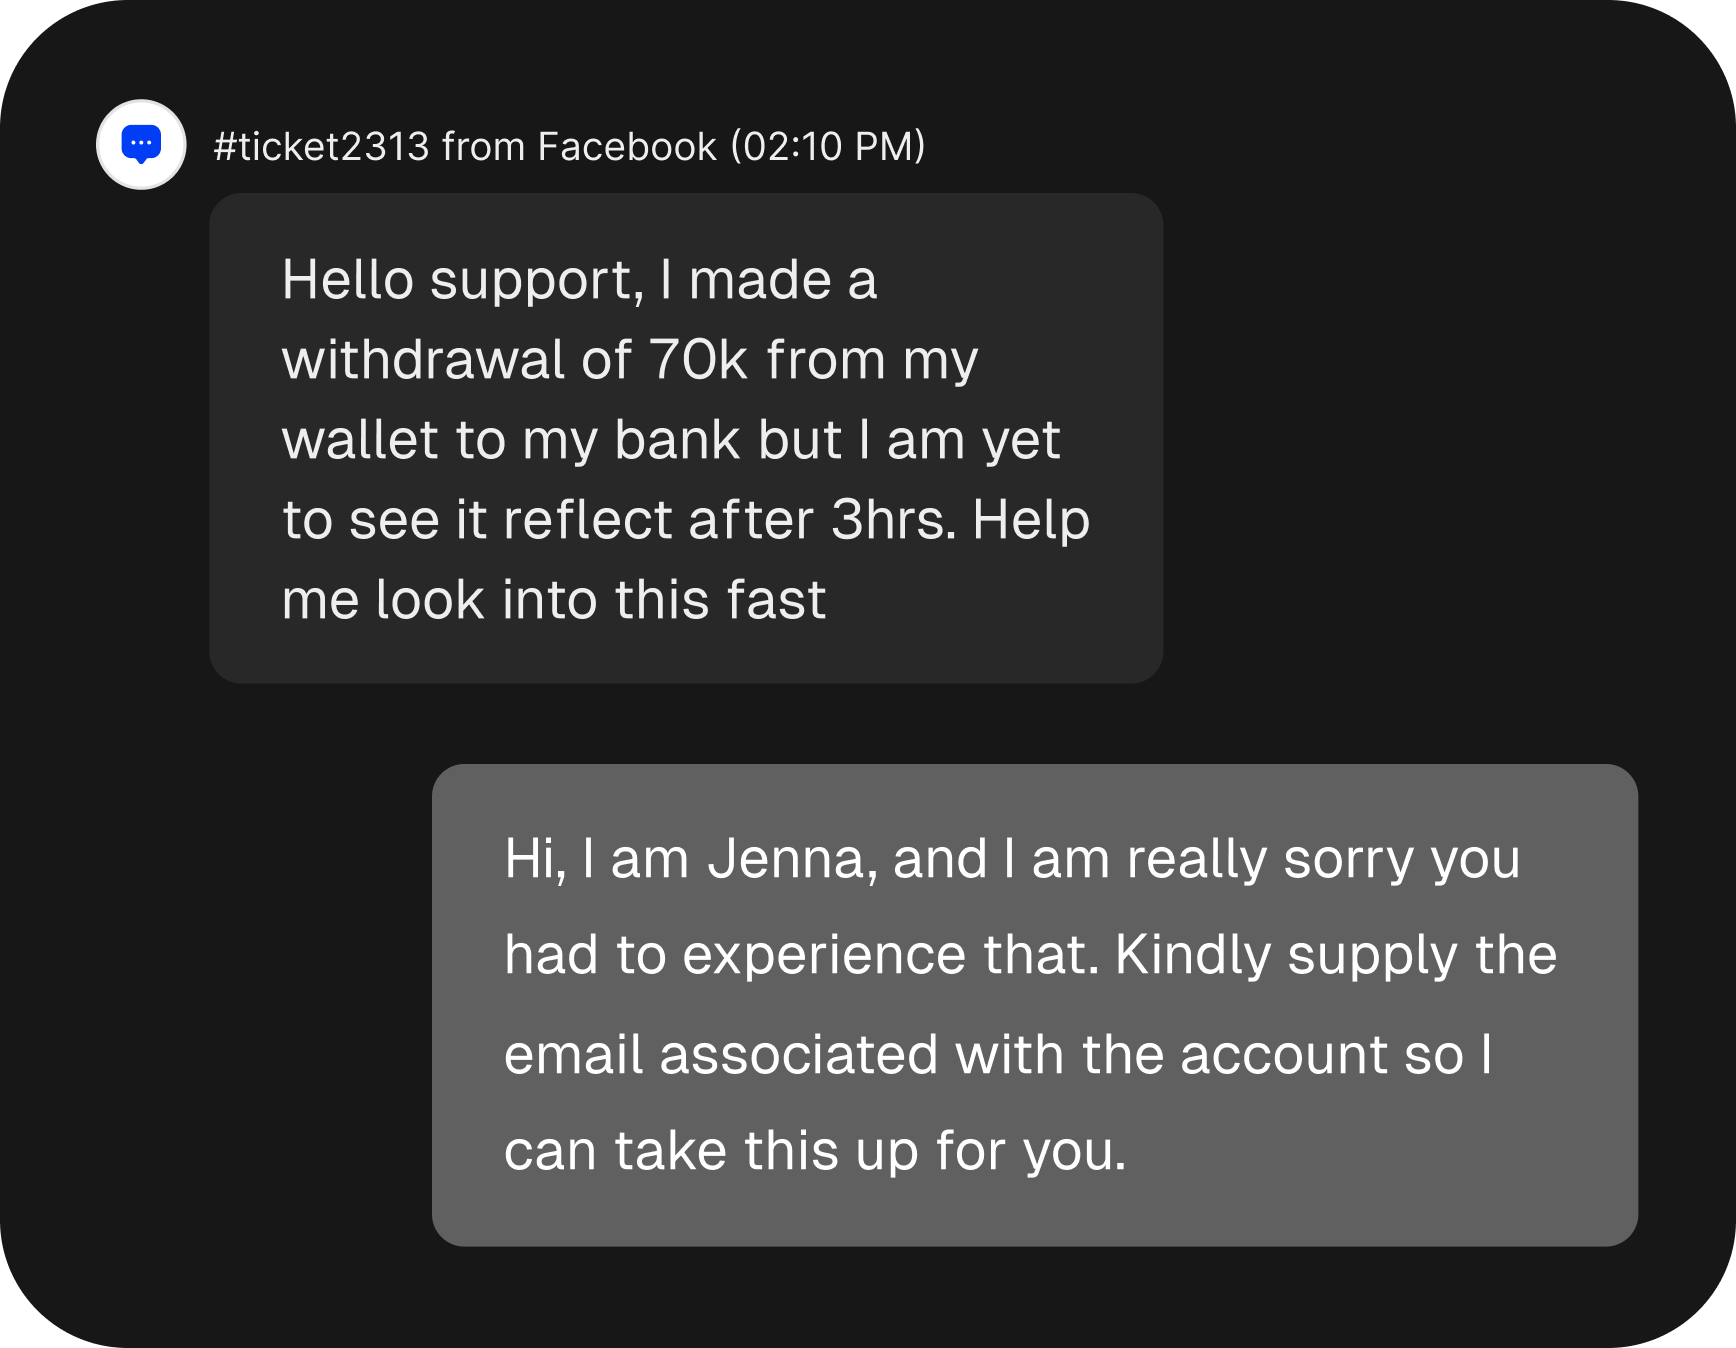 #ticket2313 from Facebook (02:10 PM)
Hello support, I made a
withdrawal of 70k from my
wallet to my bank but I am yet
to see it reflect after 3hrs. Help
me look into this fast
Hi, I am Jenna, and I am really sorry you
had to experience that. Kindly supply the
email associated with the account so I
can take this up for you.